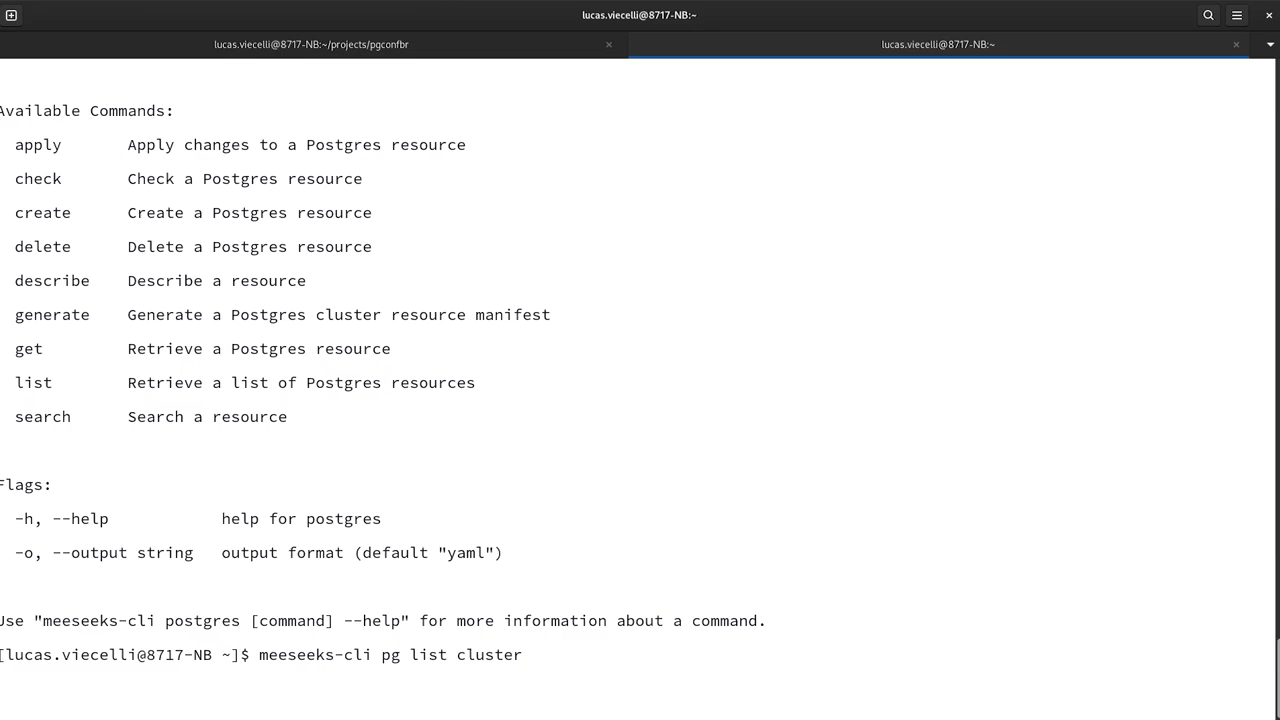 lucas.viecelli@8717-NB:~
lucas.viecelli@8717-NB:~/projects/pgconfbr
lucas.viecelli@8717-NB:~
Available Commands:
apply       Apply changes to a Postgres resource
check       Check a Postgres resource
create      Create a Postgres resource
delete      Delete a Postgres resource
describe    Describe a resource
generate    Generate a Postgres cluster resource manifest
get         Retrieve a Postgres resource
list        Retrieve a list of Postgres resources
search      Search a resource
Flags:
-h, --help            help for postgres
-o, --output string   output format (default "yaml")
Use "meeseeks-cli postgres [command] --help" for more information about a command.
[lucas.viecelli@8717-NB ~]$ meeseeks-cli pg list cluster